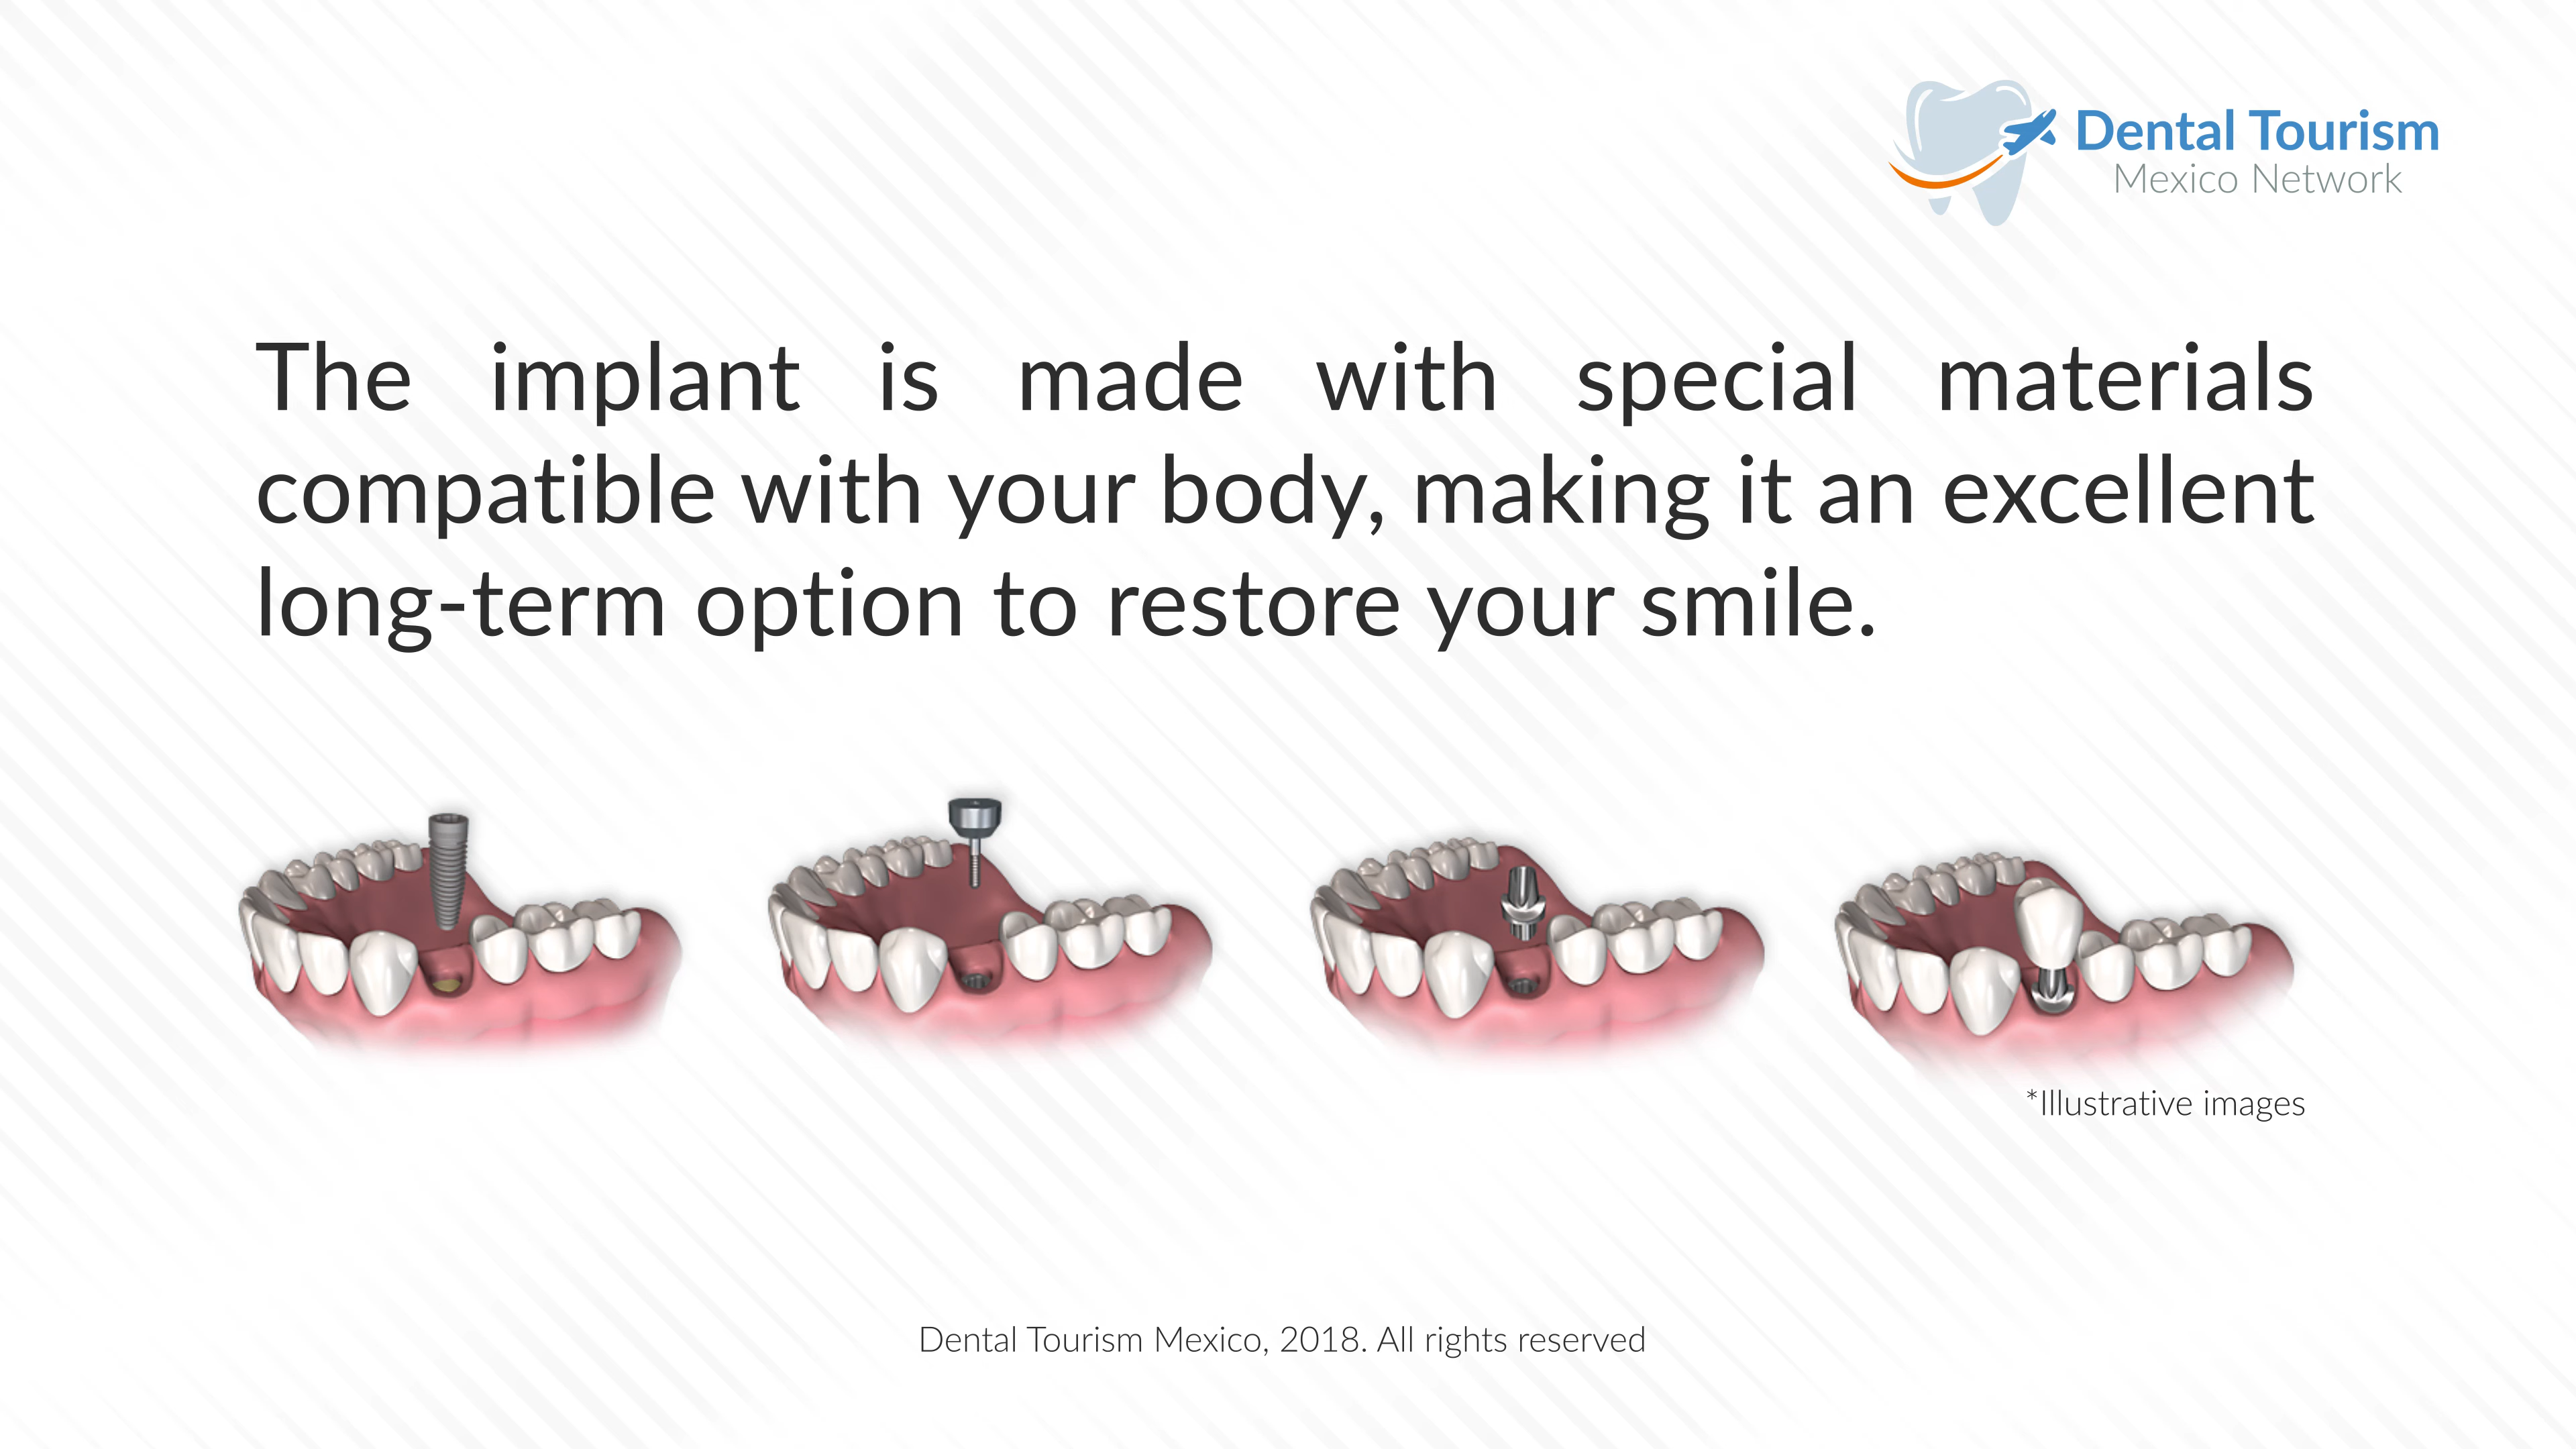 Dental Tourism
Mexico Network
The implant is made with special materials
compatible with your body, making it an excellent
long-term option to restore your smile.
*Illustrative images
Dental Tourism Mexico, 2018. All rights reserved